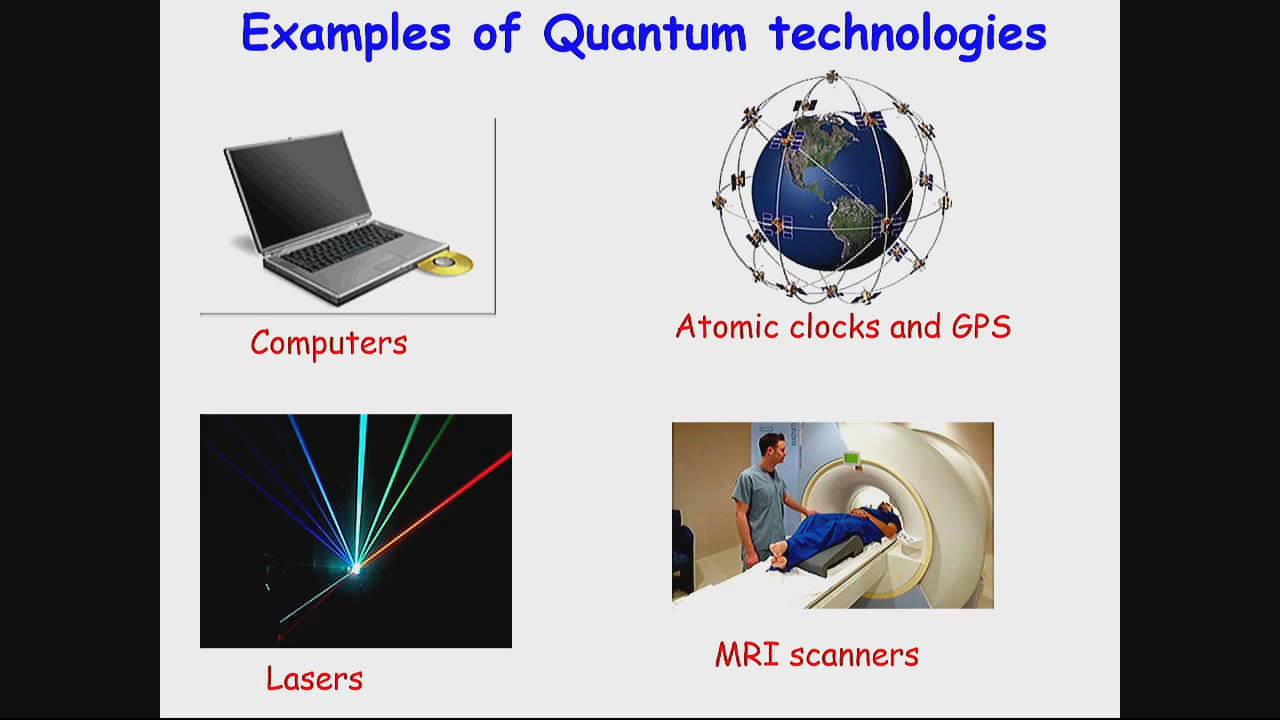 Examples of Quantum technologies
Computers
Atomic clocks and GPS
Lasers
MRI scanners